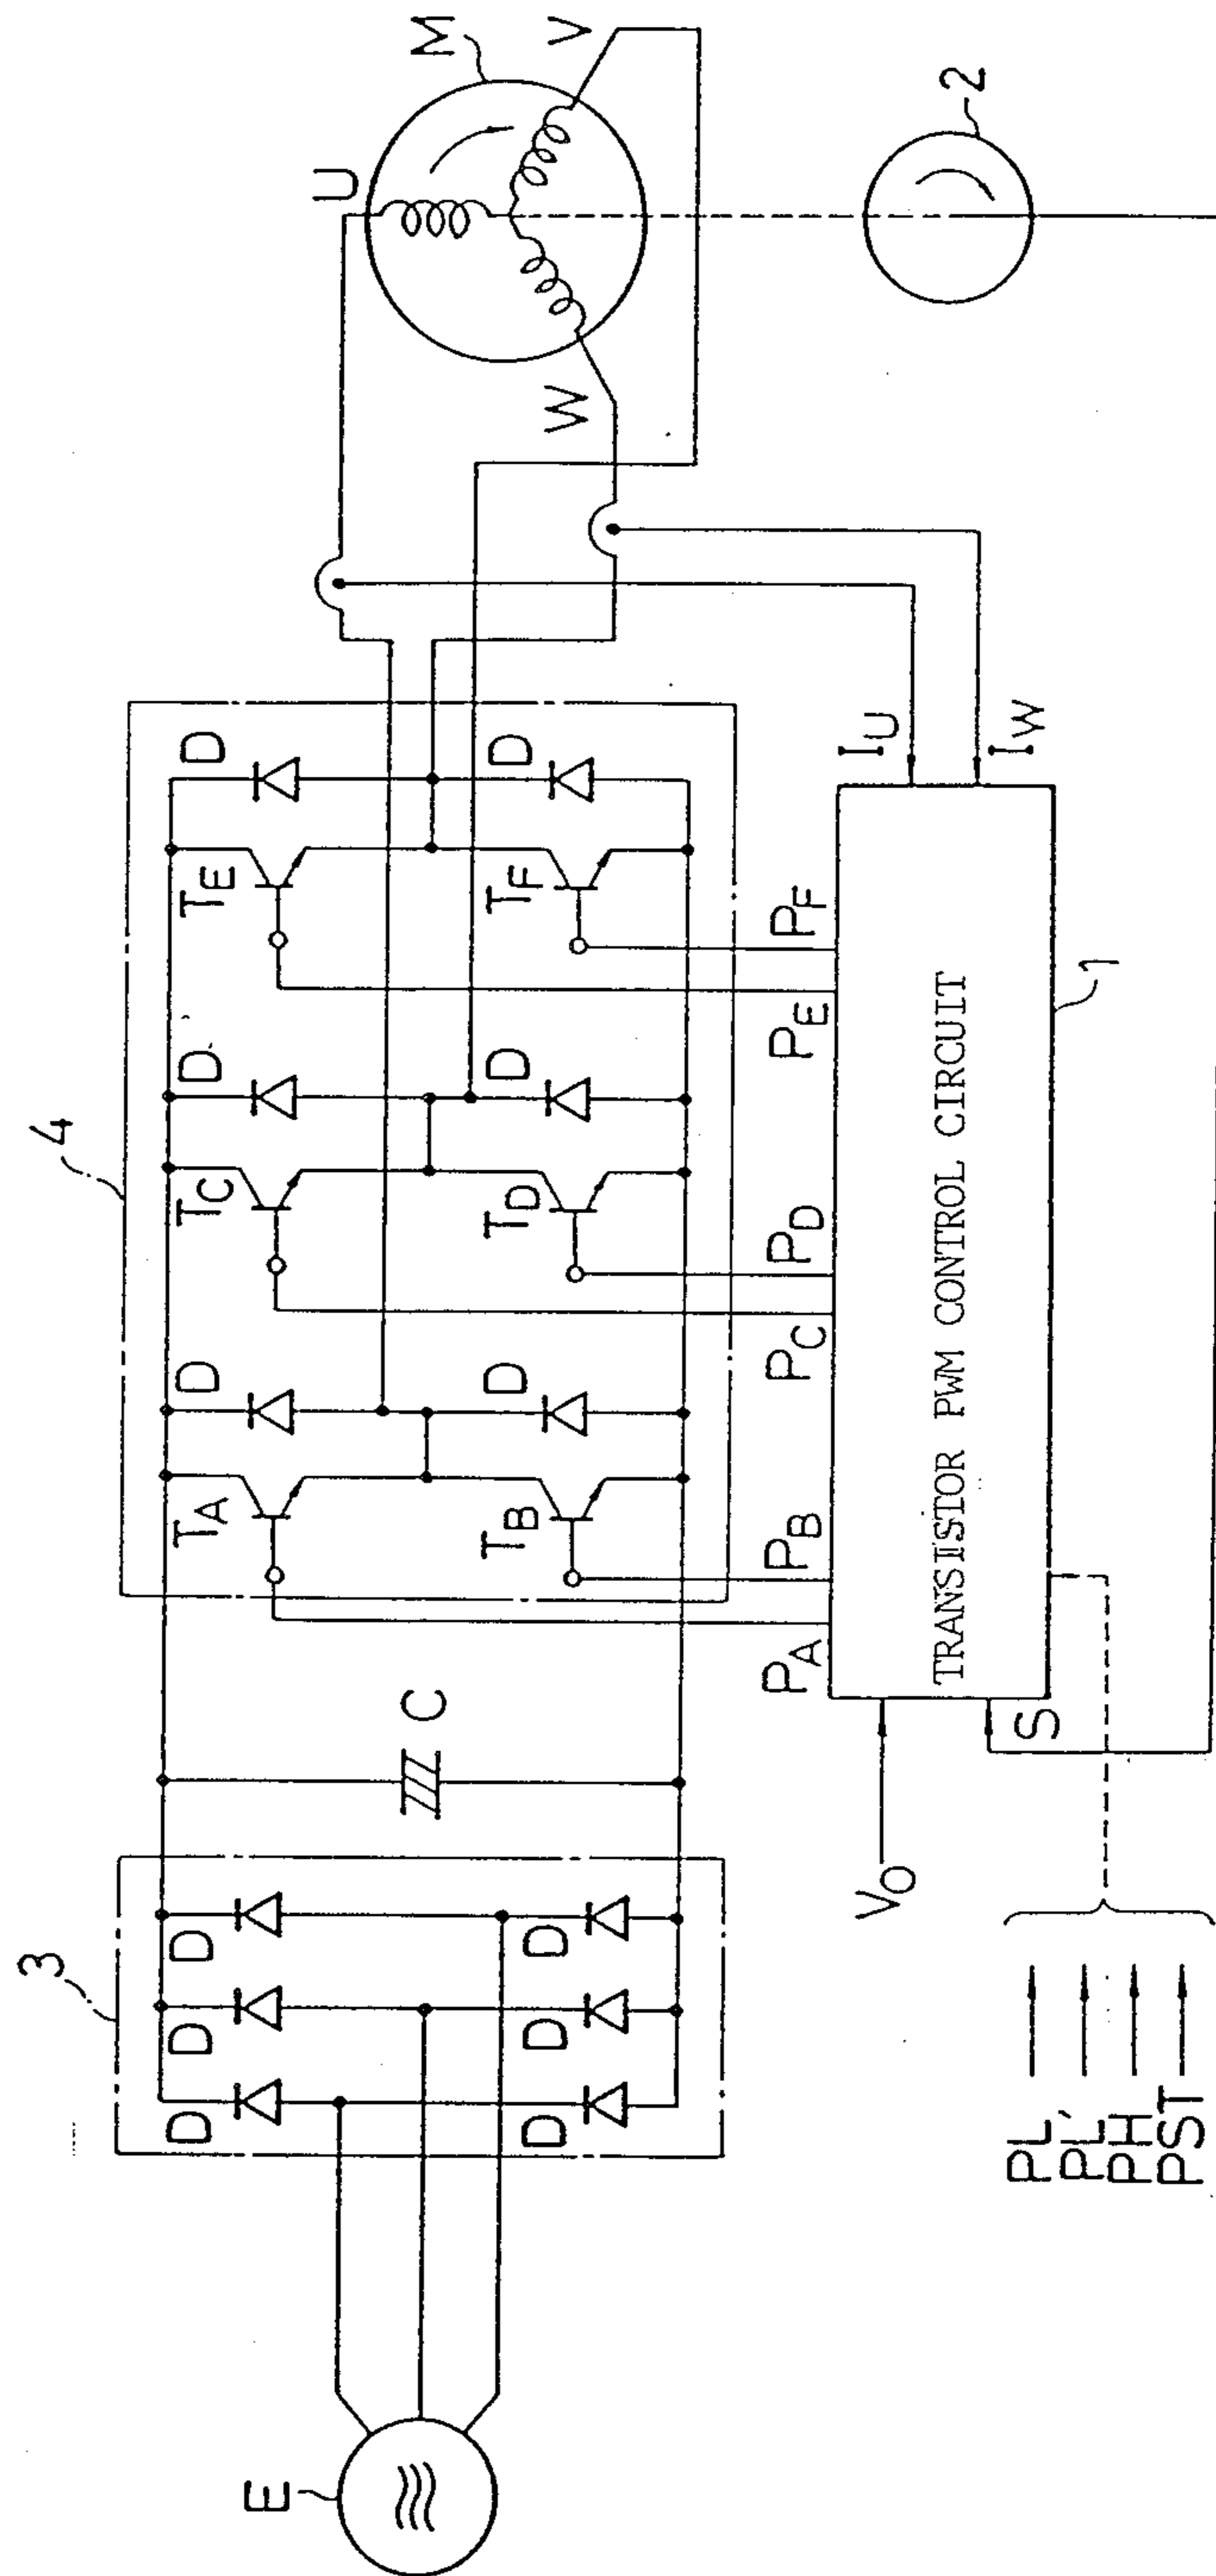 E
3
D
D
D
D
D
D
C
4
TA
D
TC
D
TE
D
TB
D
TD
D
TF
D
U
M
V
W
PA
PB
PC
PD
PE
PF
IU
IW
VO
S
TRANSISTOR PWM CONTROL CIRCUIT
1
2
PL
PL'
PH
PST